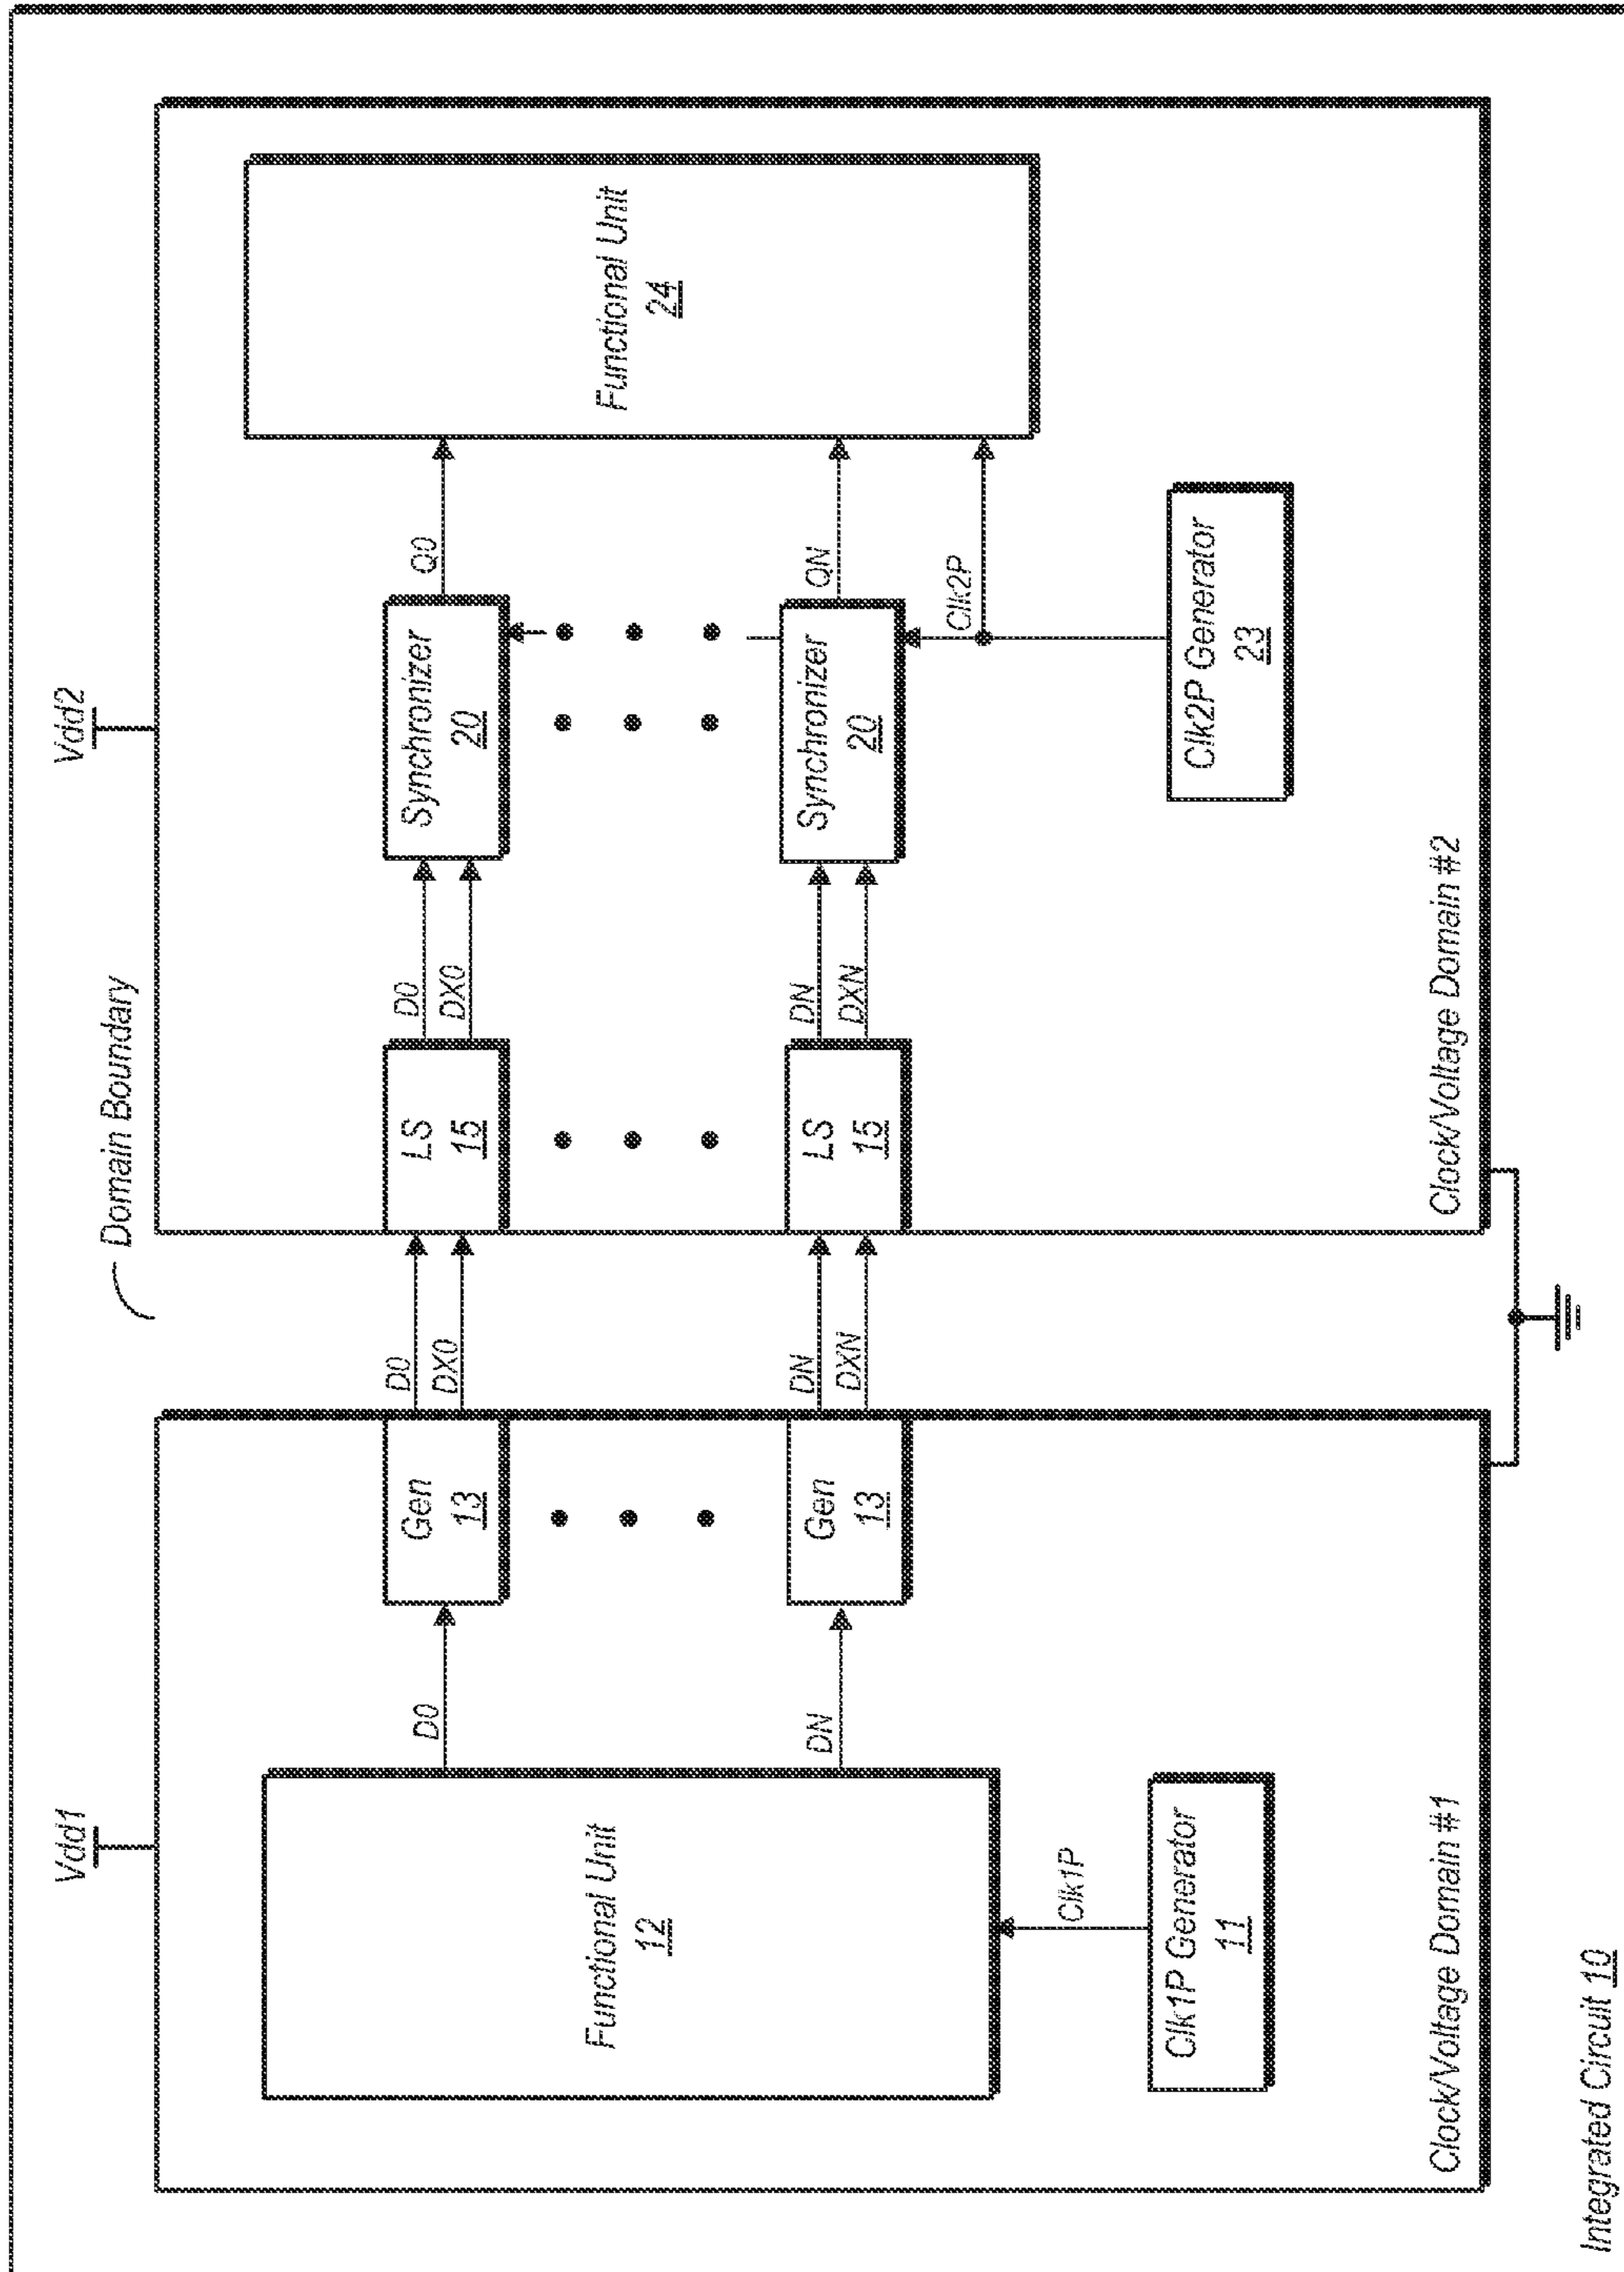 Vdd1
Domain Boundary
Vdd2
Functional Unit
12
D0
DN
Clk1P
Clk1P Generator
11
Gen
13
Gen
13
Clock/Voltage Domain #1
D0
DX0
DN
DXN
LS
15
LS
15
D0
DX0
DN
DXN
Synchronizer
20
Synchronizer
20
Q0
QN
Clk2P
Clk2P Generator
23
Functional Unit
24
Clock/Voltage Domain #2
Integrated Circuit 10